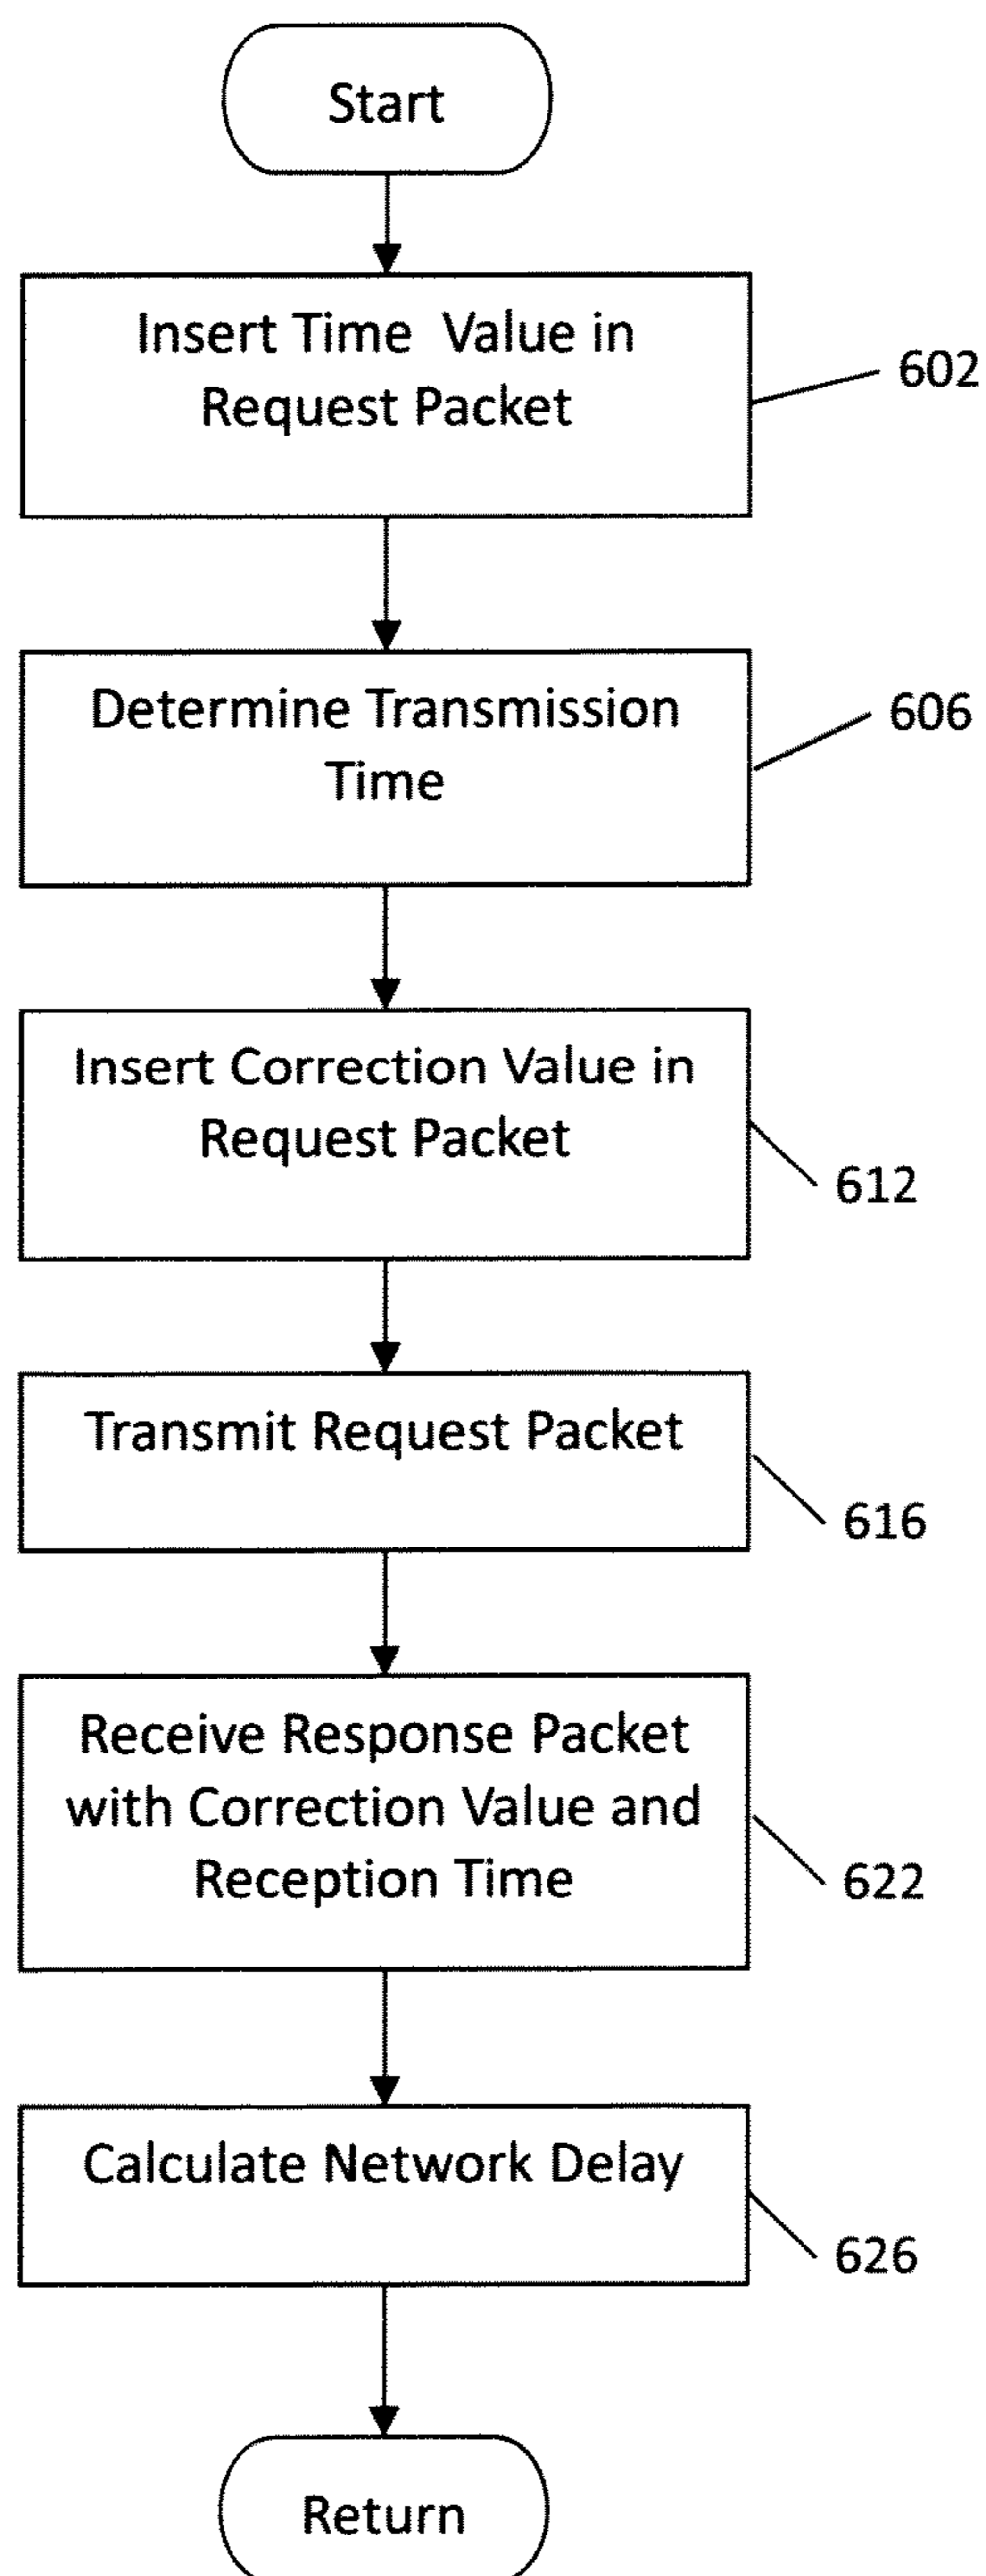 Start
Insert Time Value in
Request Packet
602
Determine Transmission
Time
606
Insert Correction Value in
Request Packet
612
Transmit Request Packet
616
Receive Response Packet
with Correction Value and
Reception Time
622
Calculate Network Delay
626
Return